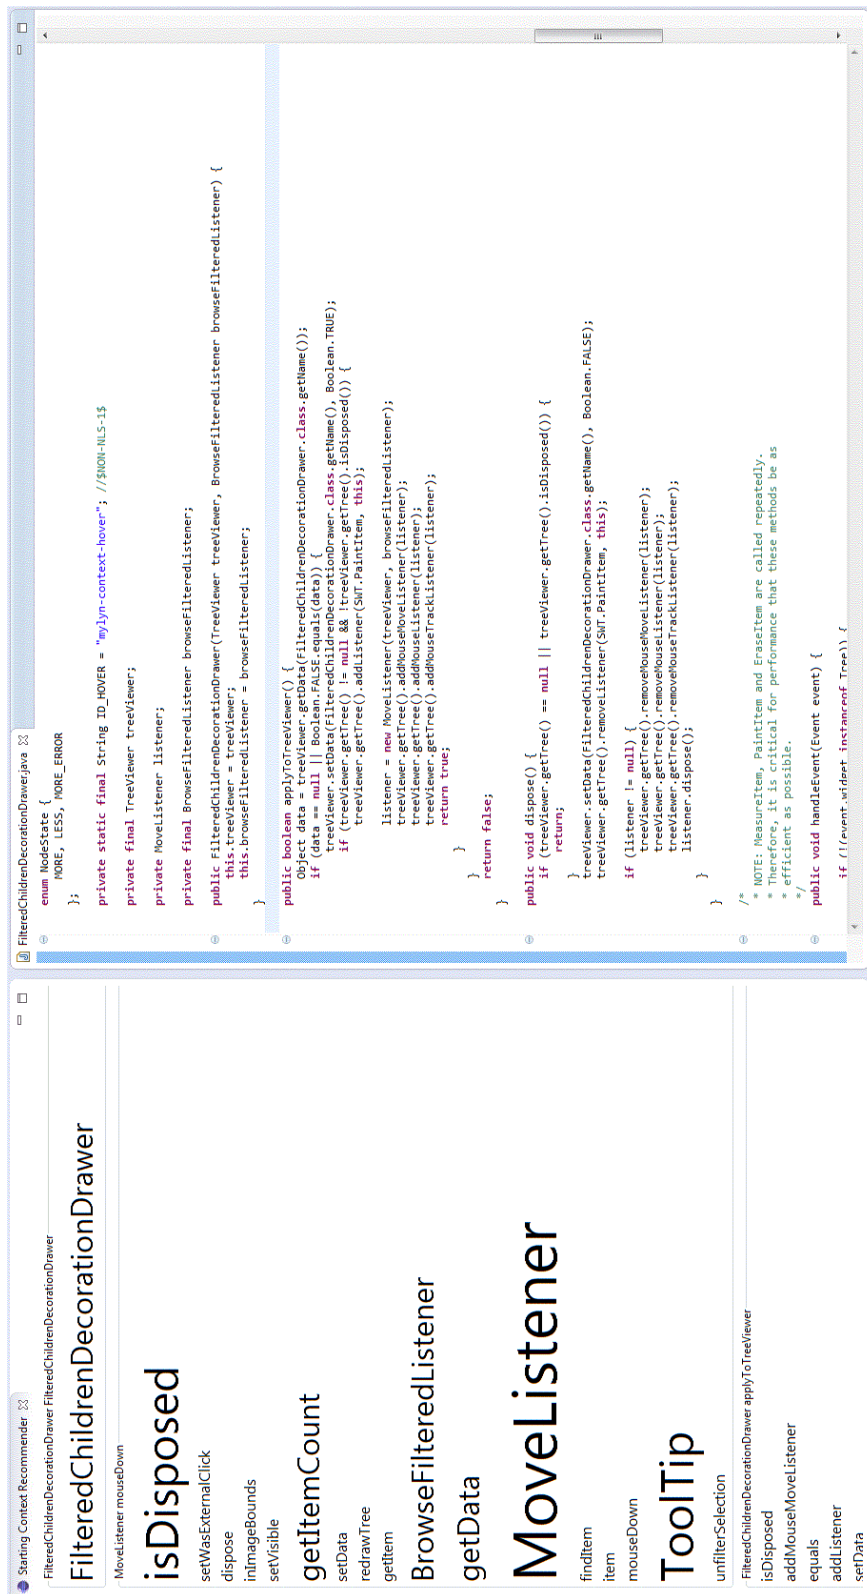 Starting Context Recommender
FilteredChildrenDecorationDrawer FilteredChildrenDecorationDrawer
FilteredChildrenDecorationDrawer
MoveListener mouseDown
isDisposed
setWasExternalClick
dispose
inImageBounds
setVisible
getItemCount
setData
redrawTree
getItem
BrowseFilteredListener
getData
MoveListener
findItem
item
mouseDown
ToolTip
unfilterSelection
FilteredChildrenDecorationDrawer applyToTreeViewer
isDisposed
addMouseMoveListener
equals
addListener
setData
FilteredChildrenDecorationDrawer.java
enum NodeState {
MORE, LESS, MORE_ERROR
};
private static final String ID_HOVER = "mylyn-context-hover"; //$NON-NLS-1$
private final TreeViewer treeViewer;
private MoveListener listener;
private final BrowseFilteredListener browseFilteredListener;
public FilteredChildrenDecorationDrawer(TreeViewer treeViewer, BrowseFilteredListener browseFilteredListener) {
this.treeViewer = treeViewer;
this.browseFilteredListener = browseFilteredListener;
}
public boolean applyToTreeViewer() {
Object data = treeViewer.getData(FilteredChildrenDecorationDrawer.class.getName());
if (data == null || Boolean.FALSE.equals(data)) {
treeViewer.setData(FilteredChildrenDecorationDrawer.class.getName(), Boolean.TRUE);
if (treeViewer.getTree() != null && !treeViewer.getTree().isDisposed()) {
treeViewer.getTree().addListener(SWT.PaintItem, this);
listener = new MoveListener(treeViewer, browseFilteredListener);
treeViewer.getTree().addMouseMoveListener(listener);
treeViewer.getTree().addMouseListener(listener);
treeViewer.getTree().addMouseTrackListener(listener);
return true;
}
}
return false;
}
public void dispose() {
if (treeViewer.getTree() == null || treeViewer.getTree().isDisposed()) {
return;
}
treeViewer.setData(FilteredChildrenDecorationDrawer.class.getName(), Boolean.FALSE);
treeViewer.getTree().removeListener(SWT.PaintItem, this);
if (listener != null) {
treeViewer.getTree().removeMouseMoveListener(listener);
treeViewer.getTree().removeMouseListener(listener);
treeViewer.getTree().removeMouseTrackListener(listener);
listener.dispose();
}
}
/*
* NOTE: MeasureItem, PaintItem and EraseItem are called repeatedly.
* Therefore, it is critical for performance that these methods be as
* efficient as possible.
*/
public void handleEvent(Event event) {
if (!(event.widget instanceof Tree)) {